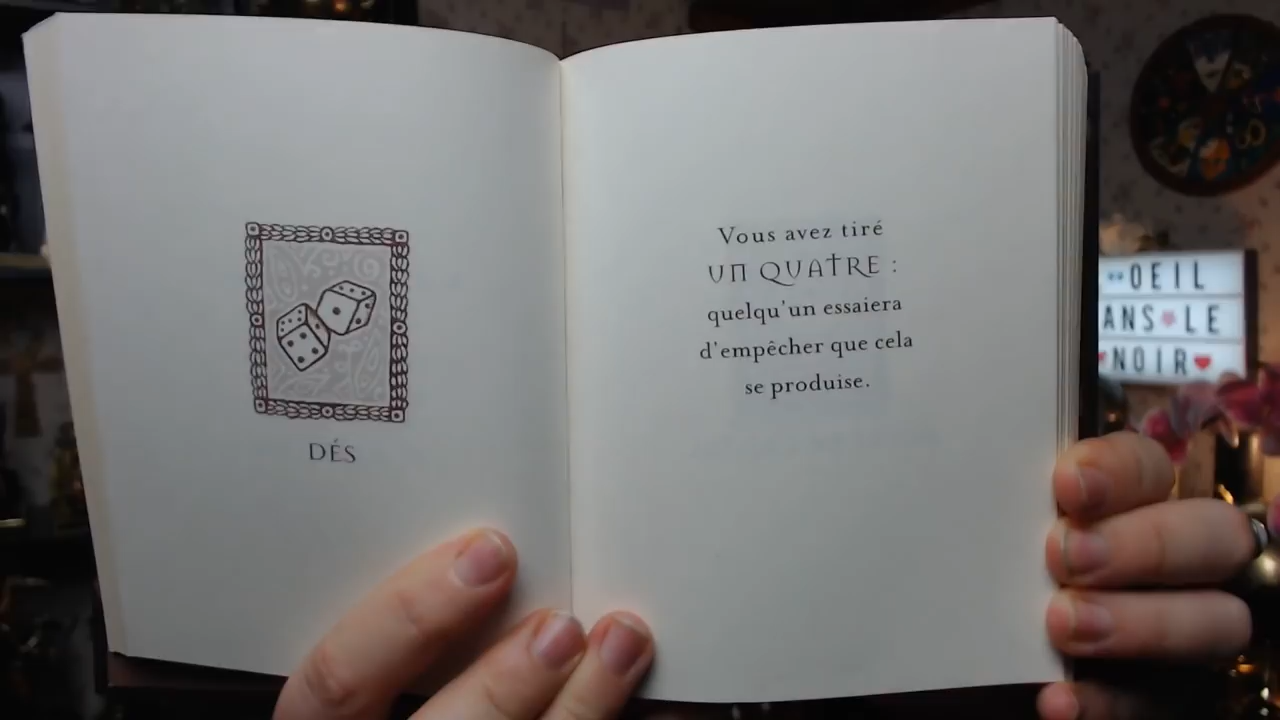 DÉS
Vous avez tiré
UN QUATRE :
quelqu'un essaiera
d'empêcher que cela
se produise.
OEIL
ANS LE
NOIR